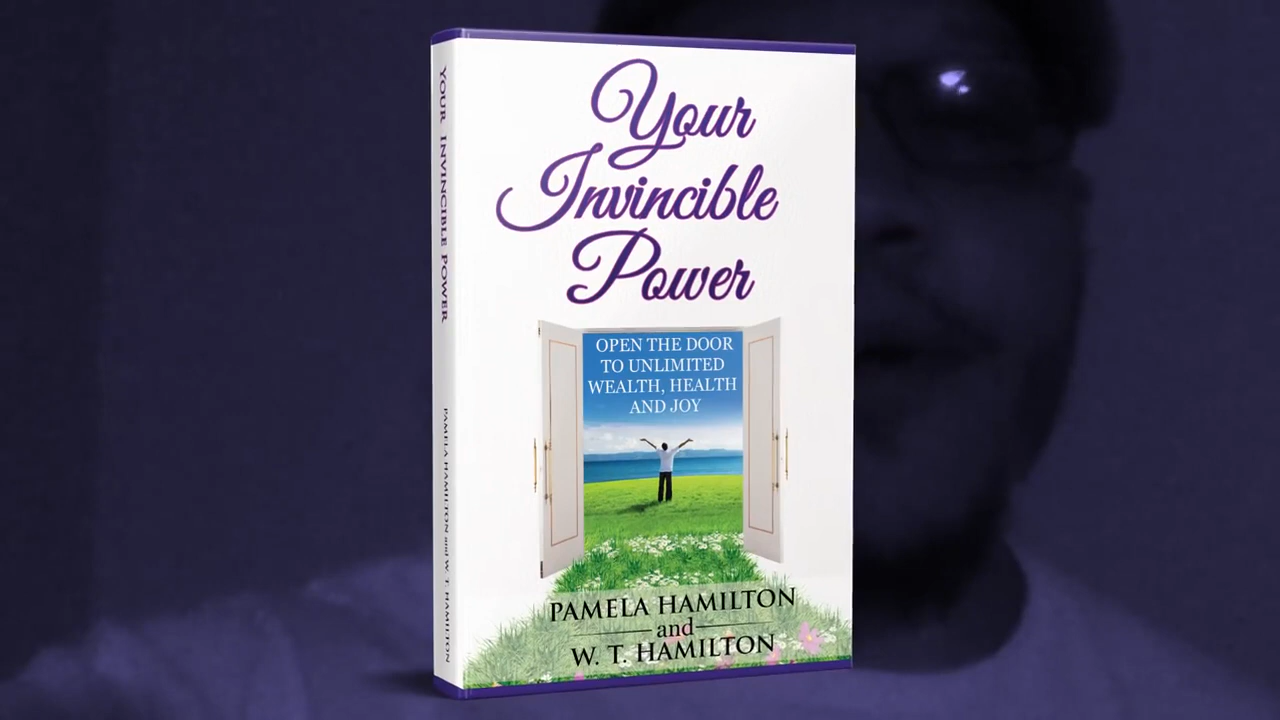 Your
Invincible
Power
OPEN THE DOOR
TO UNLIMITED
WEALTH, HEALTH
AND JOY
PAMELA HAMILTON
and
W. T. HAMILTON
YOUR INVINCIBLE POWER
PAMELA HAMILTON and W. T. HAMILTON